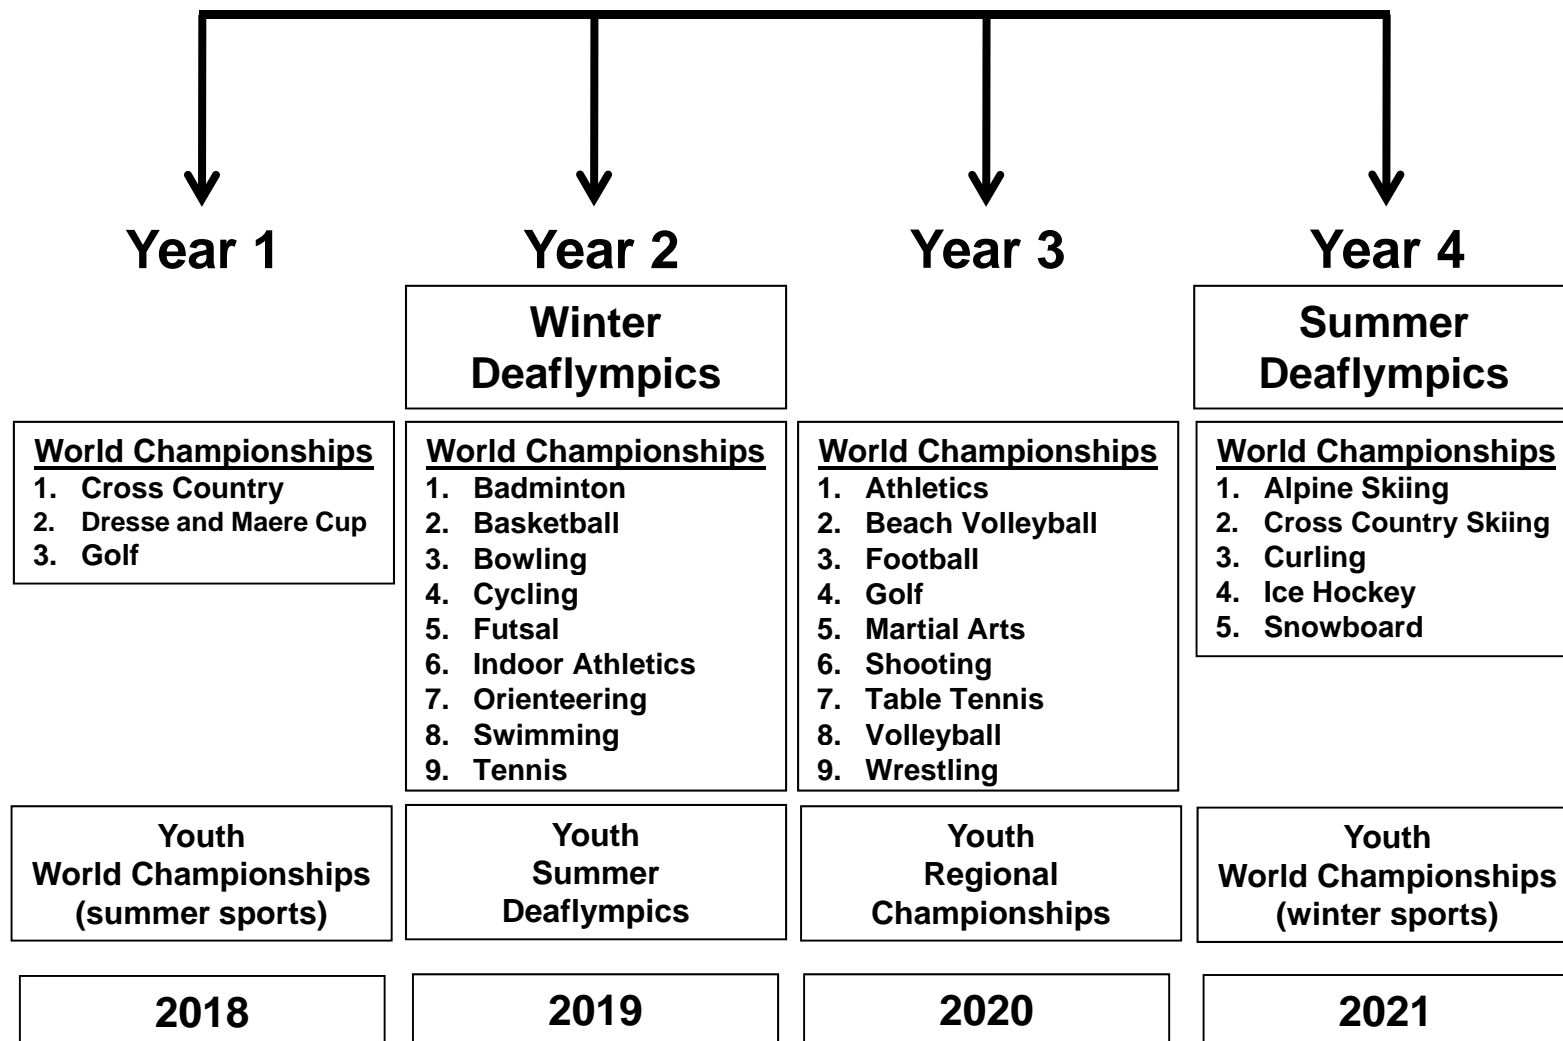 Year 1
Year 2
Year 3
Year 4
Winter
Deaflympics
Summer
Deaflympics
World Championships
1. Cross Country
2. Dresse and Maere Cup
3. Golf
World Championships
1. Badminton
2. Basketball
3. Bowling
4. Cycling
5. Futsal
6. Indoor Athletics
7. Orienteering
8. Swimming
9. Tennis
World Championships
1. Athletics
2. Beach Volleyball
3. Football
4. Golf
5. Martial Arts
6. Shooting
7. Table Tennis
8. Volleyball
9. Wrestling
World Championships
1. Alpine Skiing
2. Cross Country Skiing
3. Curling
4. Ice Hockey
5. Snowboard
Youth
World Championships
(summer sports)
Youth
Summer
Deaflympics
Youth
Regional
Championships
Youth
World Championships
(winter sports)
2018
2019
2020
2021